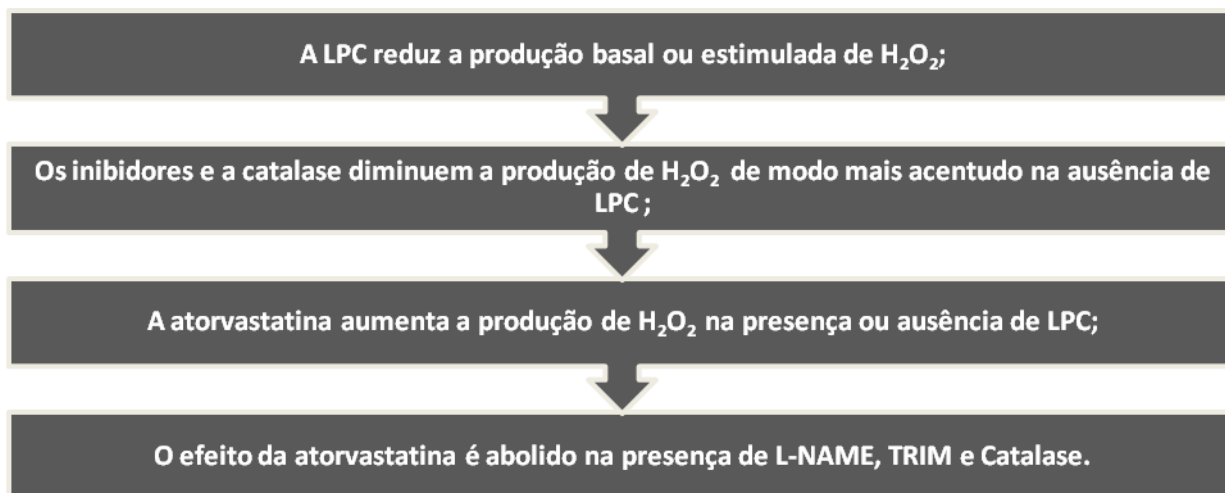 A LPC reduz a produção basal ou estimulada de H₂O₂;
Os inibidores e a catalase diminuem a produção de H₂O₂ de modo mais acentudo na ausência de
LPC ;
A atorvastatina aumenta a produção de H₂O₂ na presença ou ausência de LPC;
O efeito da atorvastatina é abolido na presença de L-NAME, TRIM e Catalase.